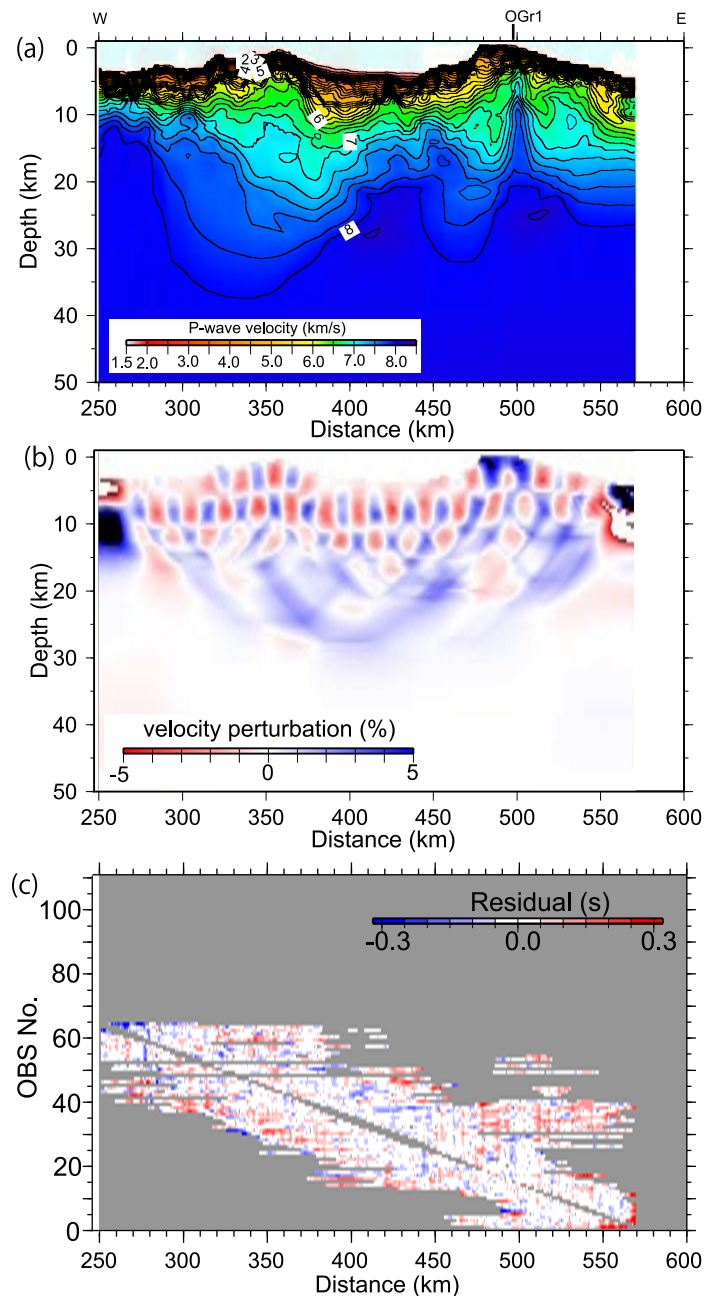 W OGr1 E
(a)
0
10
20
30
40
50
Depth (km)
2 3
4 5
6
7
8
P-wave velocity (km/s)
1.5 2.0 3.0 4.0 5.0 6.0 7.0 8.0
250 300 350 400 450 500 550 600
Distance (km)
(b)
0
10
20
30
40
50
Depth (km)
velocity perturbation (%)
-5 0 5
250 300 350 400 450 500 550 600
Distance (km)
(c)
100
80
60
40
20
0
OBS No.
Residual (s)
-0.3 0.0 0.3
250 300 350 400 450 500 550 600
Distance (km)